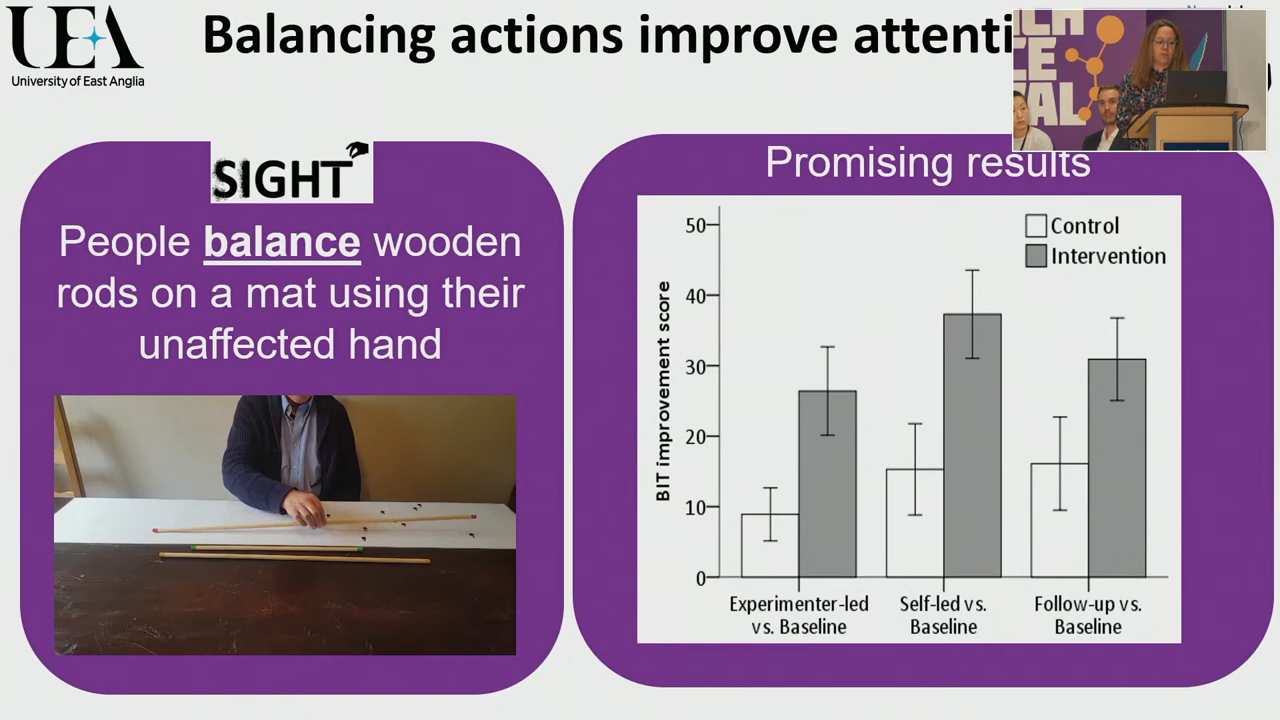 UEA
University of East Anglia
Balancing actions improve
SIGHT
People balance wooden
rods on a mat using their
unaffected hand
Promising results
50
40
30
20
10
0
BIT improvement score
Control
Intervention
Experimenter-led
vs. Baseline
Self-led vs.
Baseline
Follow-up vs.
Baseline